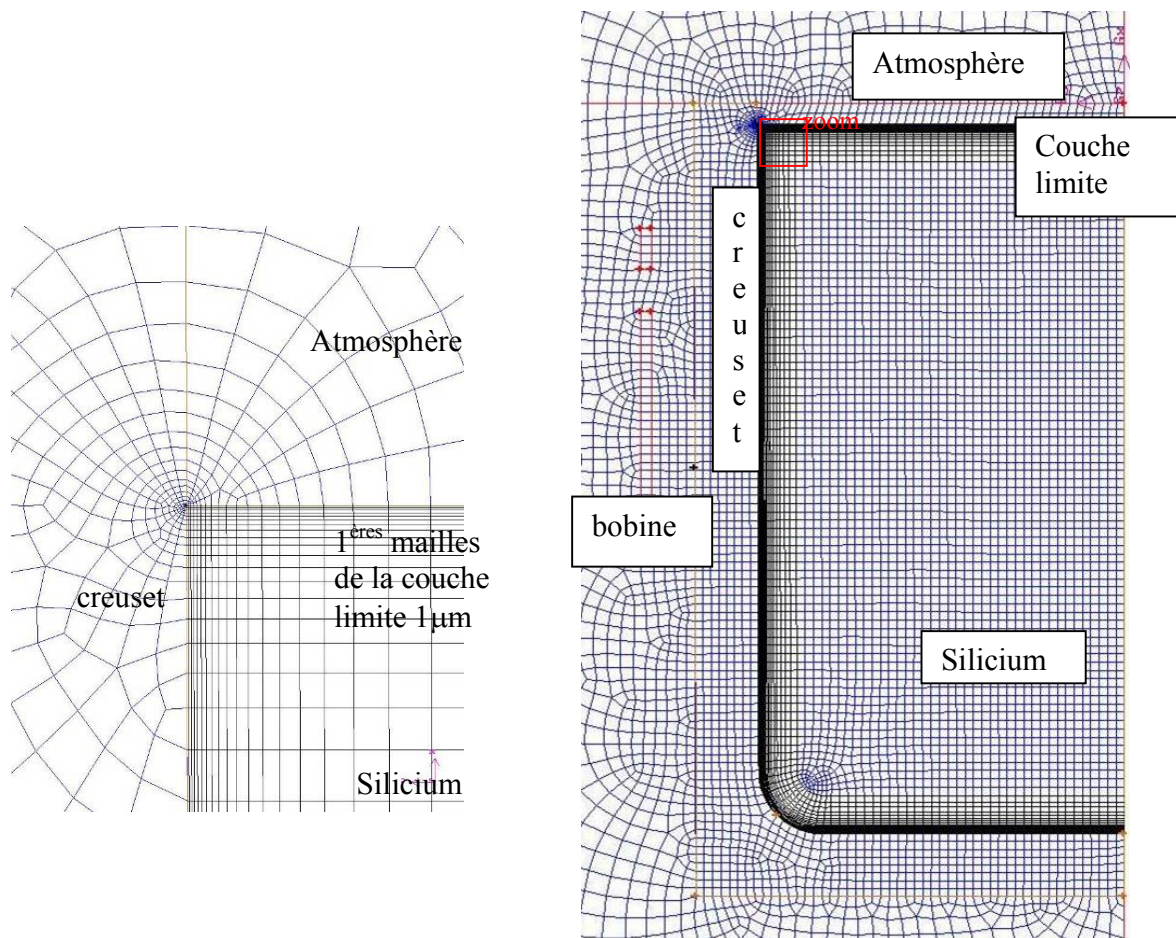 Atmosphère
1ères mailles
de la couche
limite 1µm
creuset
Silicium
Atmosphère
zoom
Couche
limite
c
r
e
u
s
e
t
bobine
Silicium